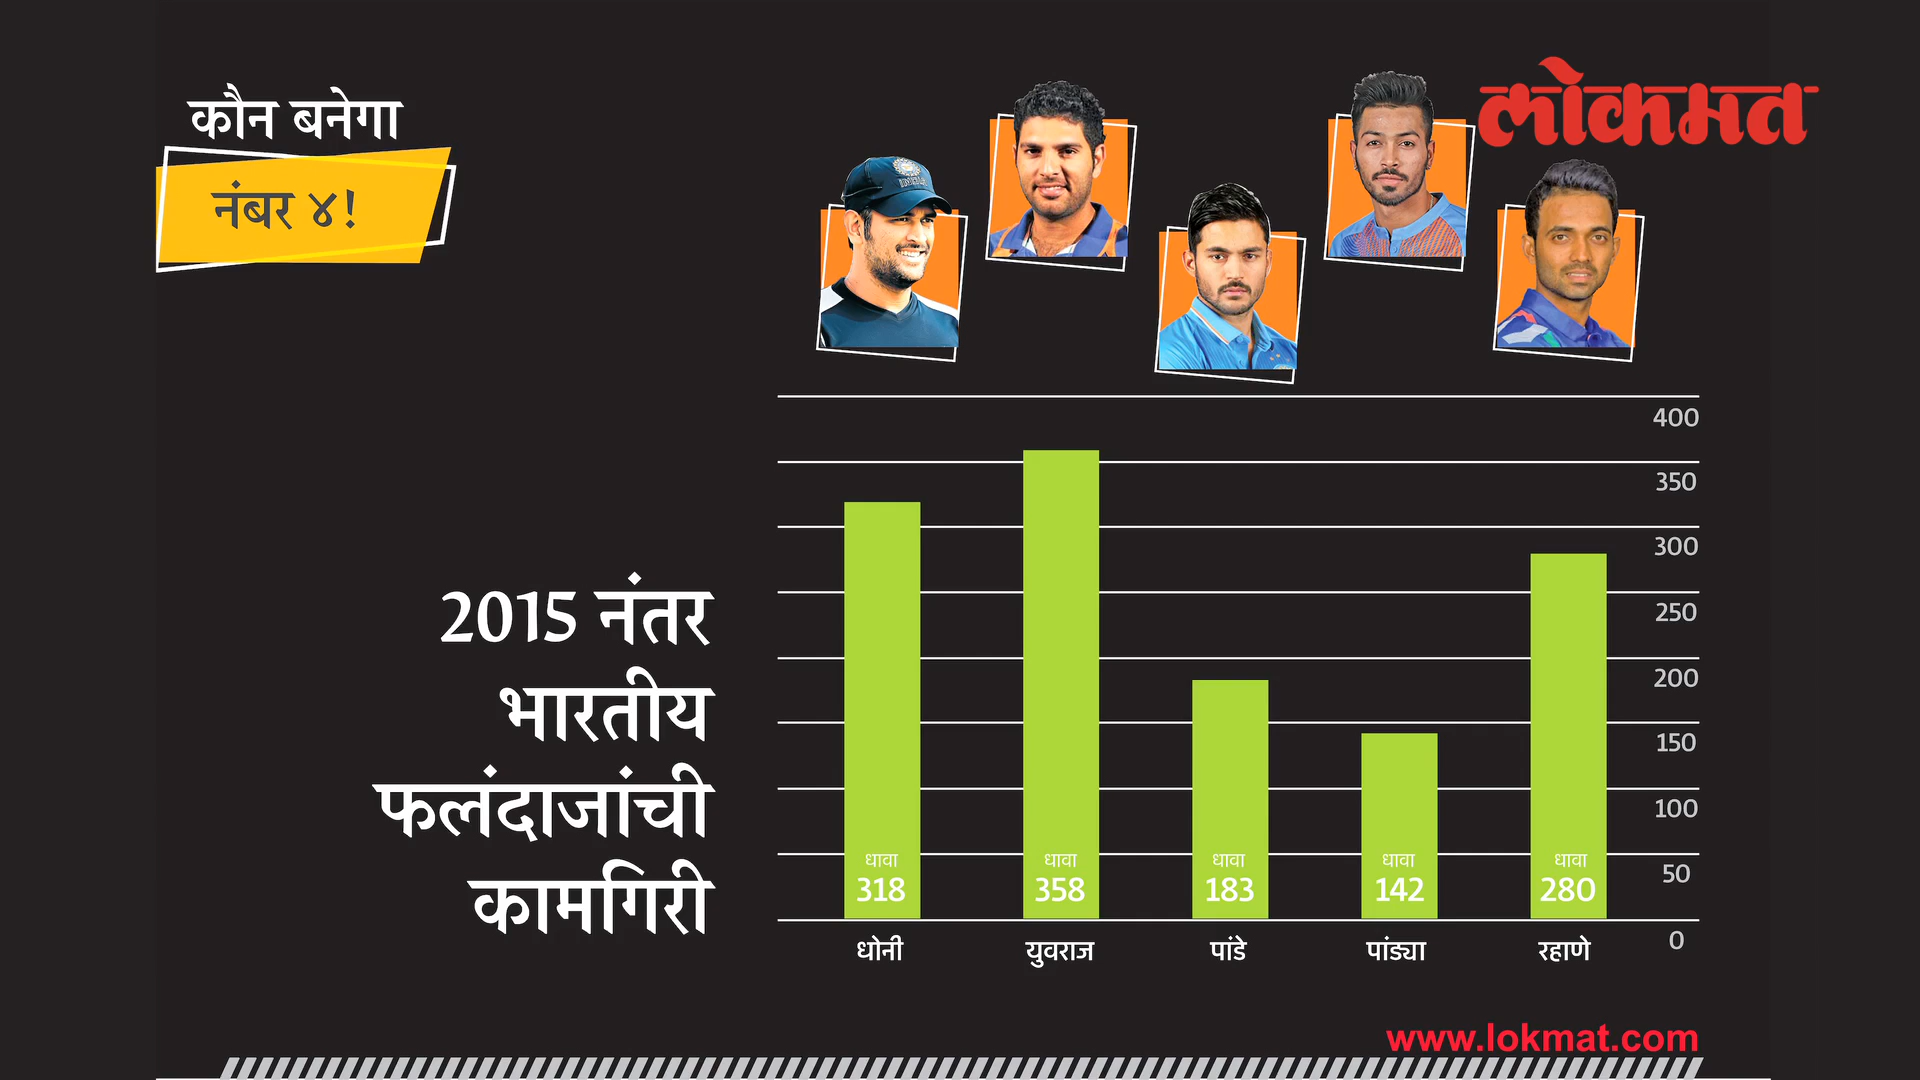 कौन बनेगा
नंबर ४!
लोकमत
2015 नंतर
भारतीय
फलंदाजांची
कामगिरी
400
350
300
250
200
150
100
50
0
धावा धावा धावा धावा धावा
318 358 183 142 280
धोनी युवराज पांडे पांड्या रहाणे
www.lokmat.com